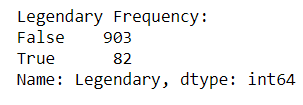 Legendary Frequency:
False    903
True      82
Name: Legendary, dtype: int64